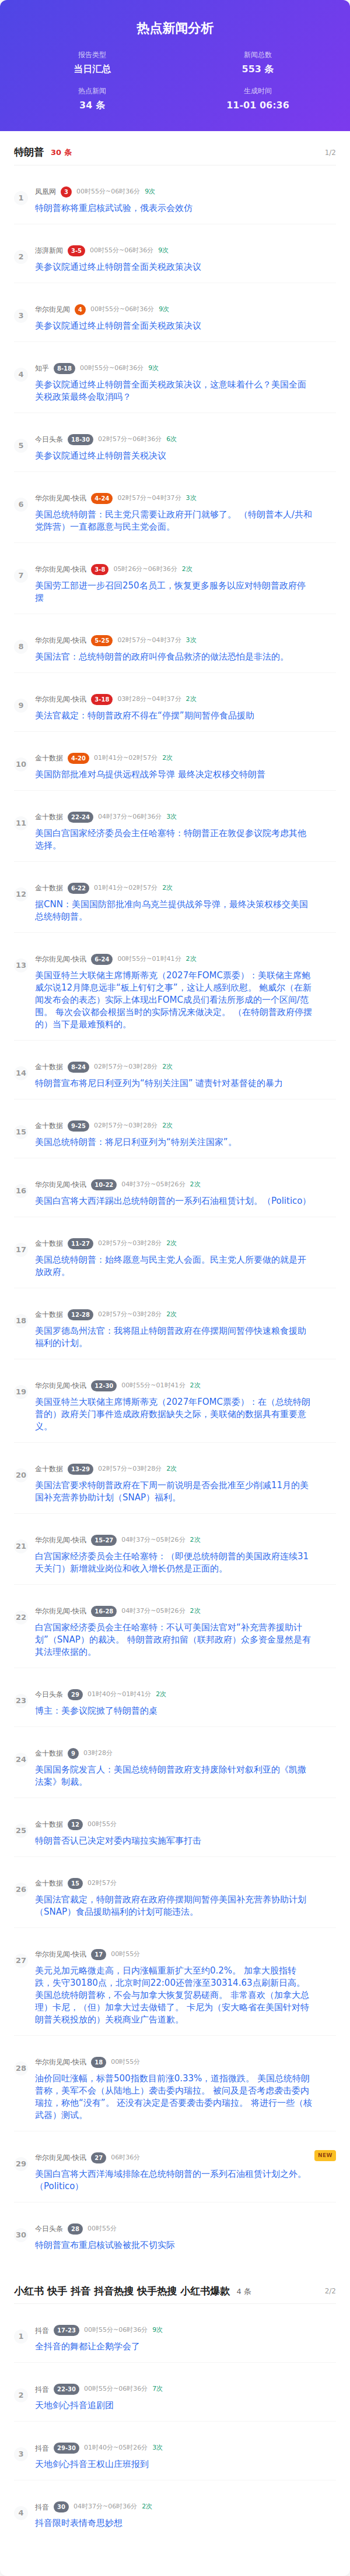 热点新闻分析
报告类型
当日汇总
新闻总数
553 条
热点新闻
34 条
生成时间
11-01 06:36
特朗普 30 条 1/2
1
凤凰网 3 00时55分~06时36分 9次
特朗普称将重启核武试验，俄表示会效仿
2
澎湃新闻 3-5 00时55分~06时36分 9次
美参议院通过终止特朗普全面关税政策决议
3
华尔街见闻 4 00时55分~06时36分 9次
美参议院通过终止特朗普全面关税政策决议
4
知乎 8-18 00时55分~06时36分 9次
美参议院通过终止特朗普全面关税政策决议，这意味着什么？美国全面
关税政策最终会取消吗？
5
今日头条 18-30 02时57分~06时36分 6次
美参议院通过终止特朗普关税决议
6
华尔街见闻-快讯 4-24 02时57分~04时37分 3次
美国总统特朗普：民主党只需要让政府开门就够了。 （特朗普本人/共和
党阵营）一直都愿意与民主党会面。
7
华尔街见闻-快讯 3-8 05时26分~06时36分 2次
美国劳工部进一步召回250名员工，恢复更多服务以应对特朗普政府停
摆
8
华尔街见闻-快讯 5-25 02时57分~04时37分 3次
美国法官：总统特朗普的政府叫停食品救济的做法恐怕是非法的。
9
华尔街见闻-快讯 3-18 03时28分~04时37分 2次
美法官裁定：特朗普政府不得在“停摆”期间暂停食品援助
10
金十数据 4-20 01时41分~02时57分 2次
美国防部批准对乌提供远程战斧导弹 最终决定权移交特朗普
11
金十数据 22-24 04时37分~06时36分 3次
美国白宫国家经济委员会主任哈塞特：特朗普正在敦促参议院考虑其他
选择。
12
金十数据 6-22 01时41分~02时57分 2次
据CNN：美国国防部批准向乌克兰提供战斧导弹，最终决策权移交美国
总统特朗普。
13
华尔街见闻-快讯 6-24 00时55分~01时41分 2次
美国亚特兰大联储主席博斯蒂克（2027年FOMC票委）：美联储主席鲍
威尔说12月降息远非“板上钉钉之事”，这让人感到欣慰。 鲍威尔（在新
闻发布会的表态）实际上体现出FOMC成员们看法所形成的一个区间/范
围。 每次会议都会根据当时的实际情况来做决定。 （在特朗普政府停摆
的）当下是最难预料的。
14
金十数据 8-24 02时57分~03时28分 2次
特朗普宣布将尼日利亚列为“特别关注国” 谴责针对基督徒的暴力
15
金十数据 9-25 02时57分~03时28分 2次
美国总统特朗普：将尼日利亚列为“特别关注国家”。
16
华尔街见闻-快讯 10-22 04时37分~05时26分 2次
美国白宫将大西洋踢出总统特朗普的一系列石油租赁计划。（Politico）
17
金十数据 11-27 02时57分~03时28分 2次
美国总统特朗普：始终愿意与民主党人会面。民主党人所要做的就是开
放政府。
18
金十数据 12-28 02时57分~03时28分 2次
美国罗德岛州法官：我将阻止特朗普政府在停摆期间暂停快速粮食援助
福利的计划。
19
华尔街见闻-快讯 12-30 00时55分~01时41分 2次
美国亚特兰大联储主席博斯蒂克（2027年FOMC票委）：在（总统特朗
普的）政府关门事件造成政府数据缺失之际，美联储的数据具有重要意
义。
20
金十数据 13-29 02时57分~03时28分 2次
美国法官要求特朗普政府在下周一前说明是否会批准至少削减11月的美
国补充营养协助计划（SNAP）福利。
21
华尔街见闻-快讯 15-27 04时37分~05时26分 2次
白宫国家经济委员会主任哈塞特：（即便总统特朗普的美国政府连续31
天关门）新增就业岗位和收入增长仍然是正面的。
22
华尔街见闻-快讯 16-28 04时37分~05时26分 2次
白宫国家经济委员会主任哈塞特：不认可美国法官对“补充营养援助计
划”（SNAP）的裁决。 特朗普政府扣留（联邦政府）众多资金显然是有
其法理依据的。
23
今日头条 29 01时40分~01时41分 2次
博主：美参议院掀了特朗普的桌
24
金十数据 9 03时28分
美国国务院发言人：美国总统特朗普政府支持废除针对叙利亚的《凯撒
法案》制裁。
25
金十数据 12 00时55分
特朗普否认已决定对委内瑞拉实施军事打击
26
金十数据 15 02时57分
美国法官裁定，特朗普政府在政府停摆期间暂停美国补充营养协助计划
（SNAP）食品援助福利的计划可能违法。
27
华尔街见闻-快讯 17 00时55分
美元兑加元略微走高，日内涨幅重新扩大至约0.2%。 加拿大股指转
跌，失守30180点，北京时间22:00还曾涨至30314.63点刷新日高。
美国总统特朗普称，不会与加拿大恢复贸易磋商。 非常喜欢（加拿大总
理）卡尼，（但）加拿大过去做错了。 卡尼为（安大略省在美国针对特
朗普关税投放的）关税商业广告道歉。
28
华尔街见闻-快讯 18 00时55分
油价回吐涨幅，标普500指数目前涨0.33%，道指微跌。 美国总统特朗
普称，美军不会（从陆地上）袭击委内瑞拉。 被问及是否考虑袭击委内
瑞拉，称他“没有”。 还没有决定是否要袭击委内瑞拉。 将进行一些（核
武器）测试。
29
华尔街见闻-快讯 27 06时36分 NEW
美国白宫将大西洋海域排除在总统特朗普的一系列石油租赁计划之外。
（Politico）
30
今日头条 28 00时55分
特朗普宣布重启核试验被批不切实际
小红书 快手 抖音 抖音热搜 快手热搜 小红书爆款 4 条 2/2
1
抖音 17-23 00时55分~06时36分 9次
全抖音的舞都让企鹅学会了
2
抖音 22-30 00时55分~06时36分 7次
天地剑心抖音追剧团
3
抖音 29-30 01时40分~05时26分 3次
天地剑心抖音王权山庄班报到
4
抖音 30 04时37分~06时36分 2次
抖音限时表情奇思妙想